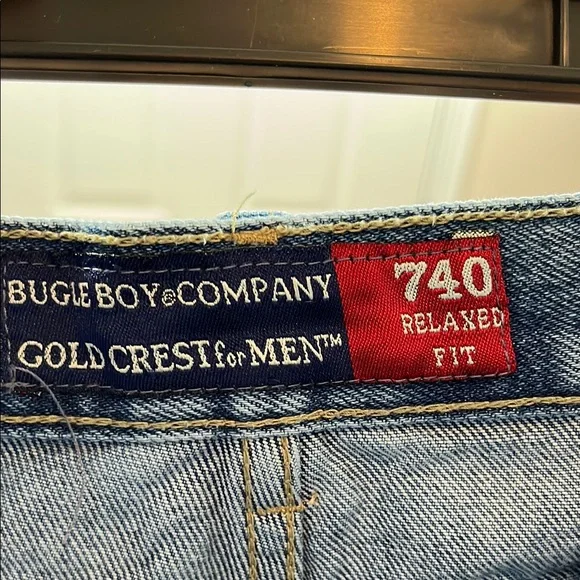 BUGLE BOY®COMPANY
GOLD CREST for MEN™
740
RELAXED
FIT